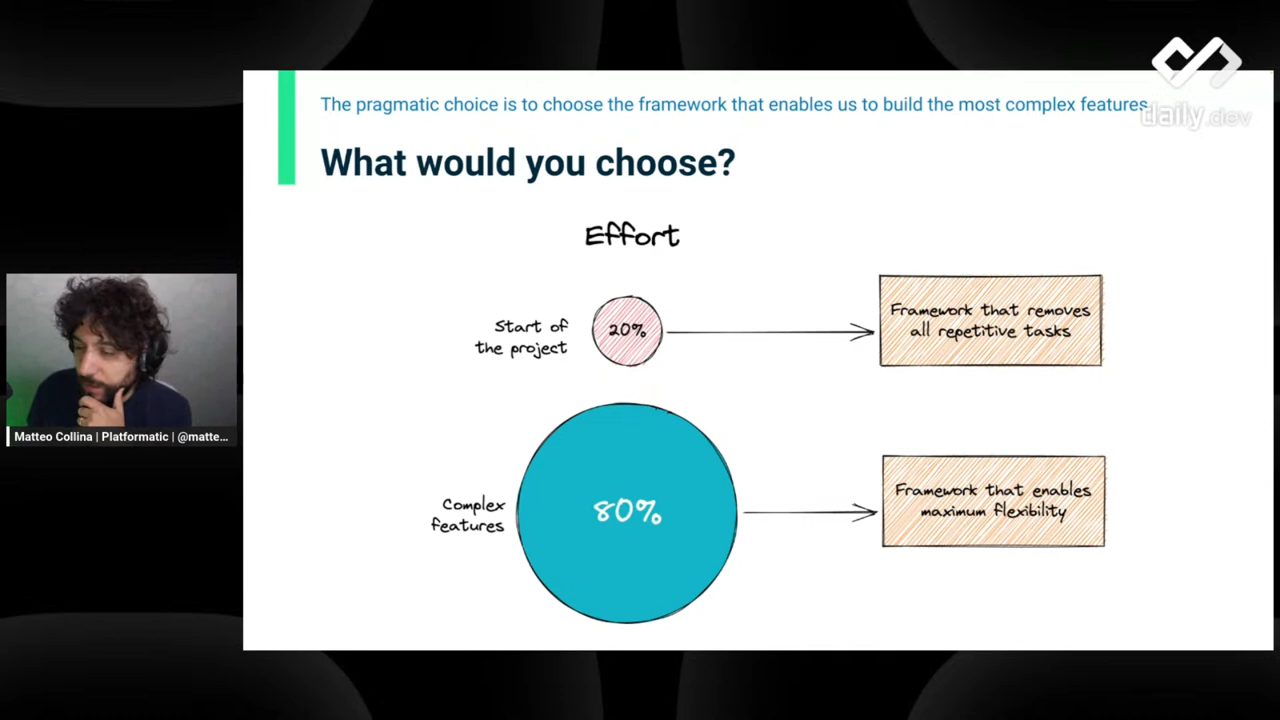 daily.dev
The pragmatic choice is to choose the framework that enables us to build the most complex features
What would you choose?
Effort
Start of
the project
20%
Framework that removes
all repetitive tasks
Complex
features
80%
Framework that enables
maximum flexibility
Matteo Collina | Platformatic | @matte...